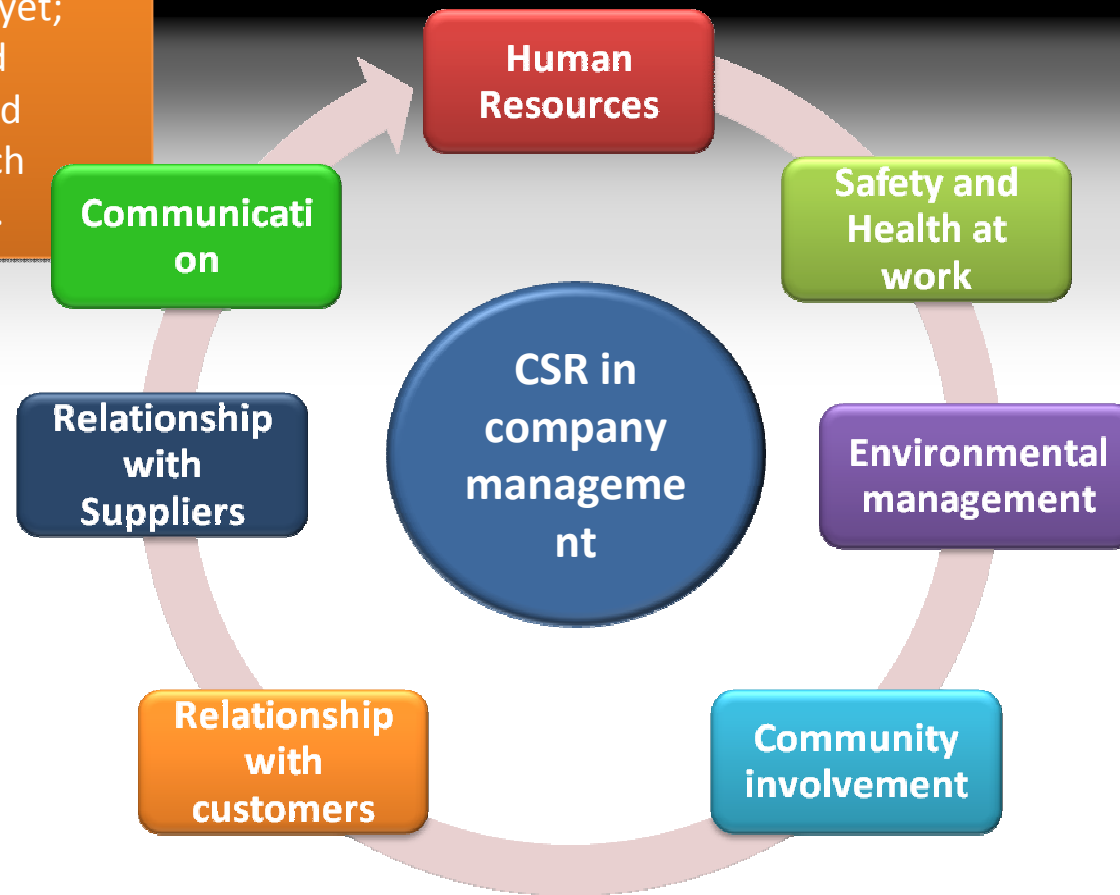 yet;
Human
Resources
Safety and
Health at
work
Environmental
management
Community
involvement
Relationship
with
customers
Relationship
with
Suppliers
Communicati
on
CSR in
company
manageme
nt